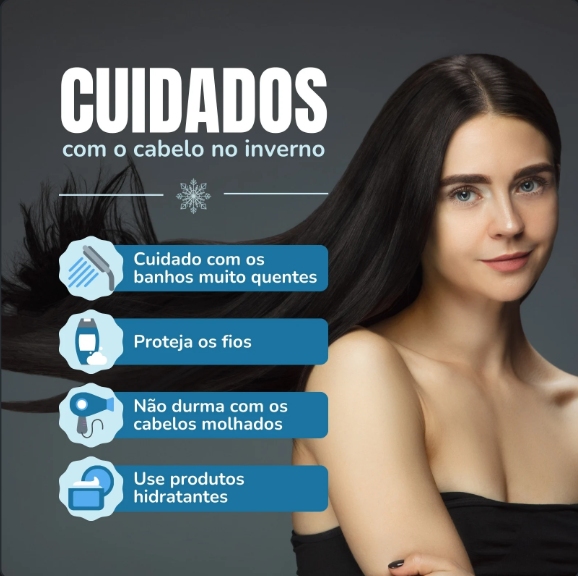 CUIDADOS
com o cabelo no inverno
Cuidado com os
banhos muito quentes
Proteja os fios
Não durma com os
cabelos molhados
Use produtos
hidratantes